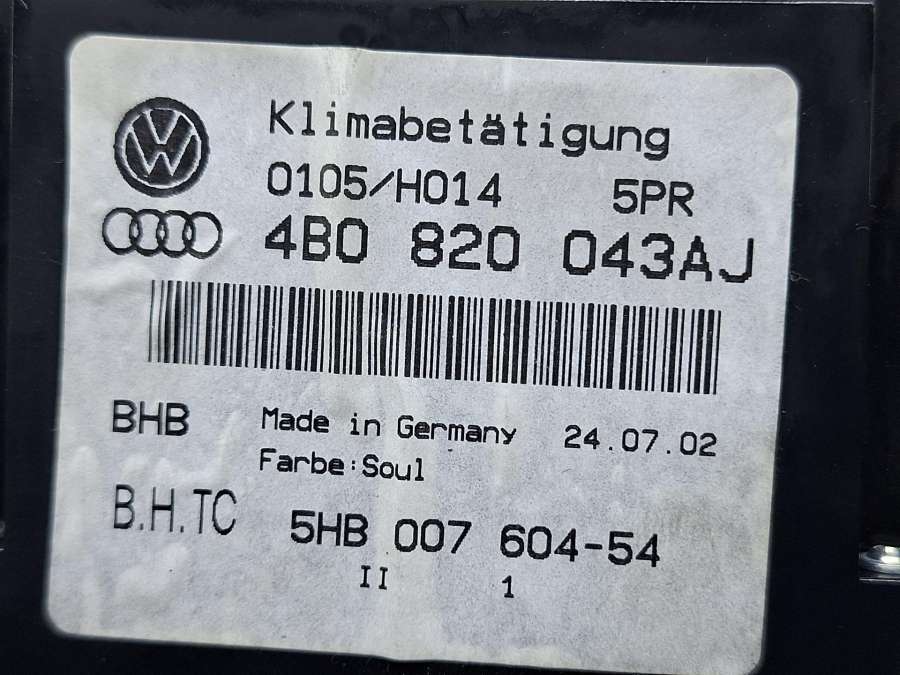 Klimabetätigung
0105/H014 5PR
4B0 820 043AJ
BHB Made in Germany 24.07.02
Farbe:Soul
B.H.TC 5HB 007 604-54
II 1